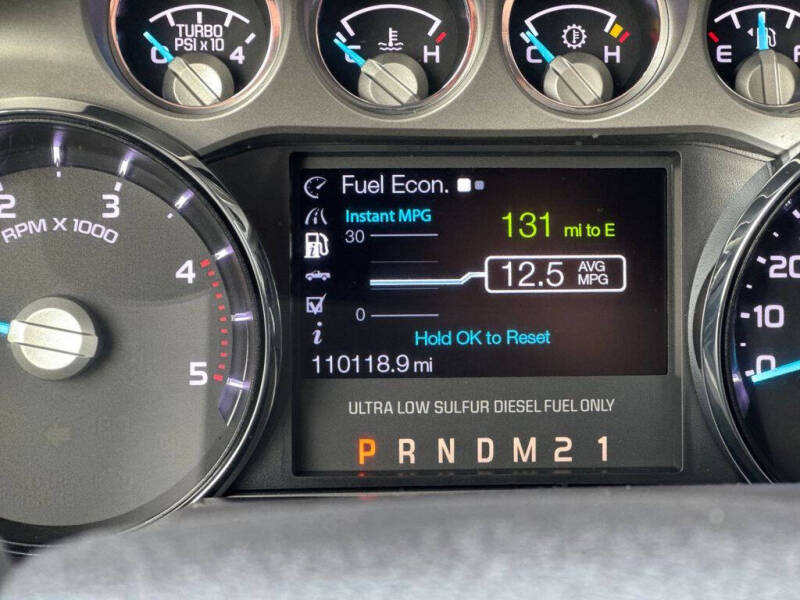 TURBO
PSI x 10
0 4
C H
C H
E
Fuel Econ.
Instant MPG
30
131 mi to E
12.5 AVG MPG
0
Hold OK to Reset
110118.9 mi
ULTRA LOW SULFUR DIESEL FUEL ONLY
P R N D M 2 1
2 3 4 5
RPM X 1000
20
10
0